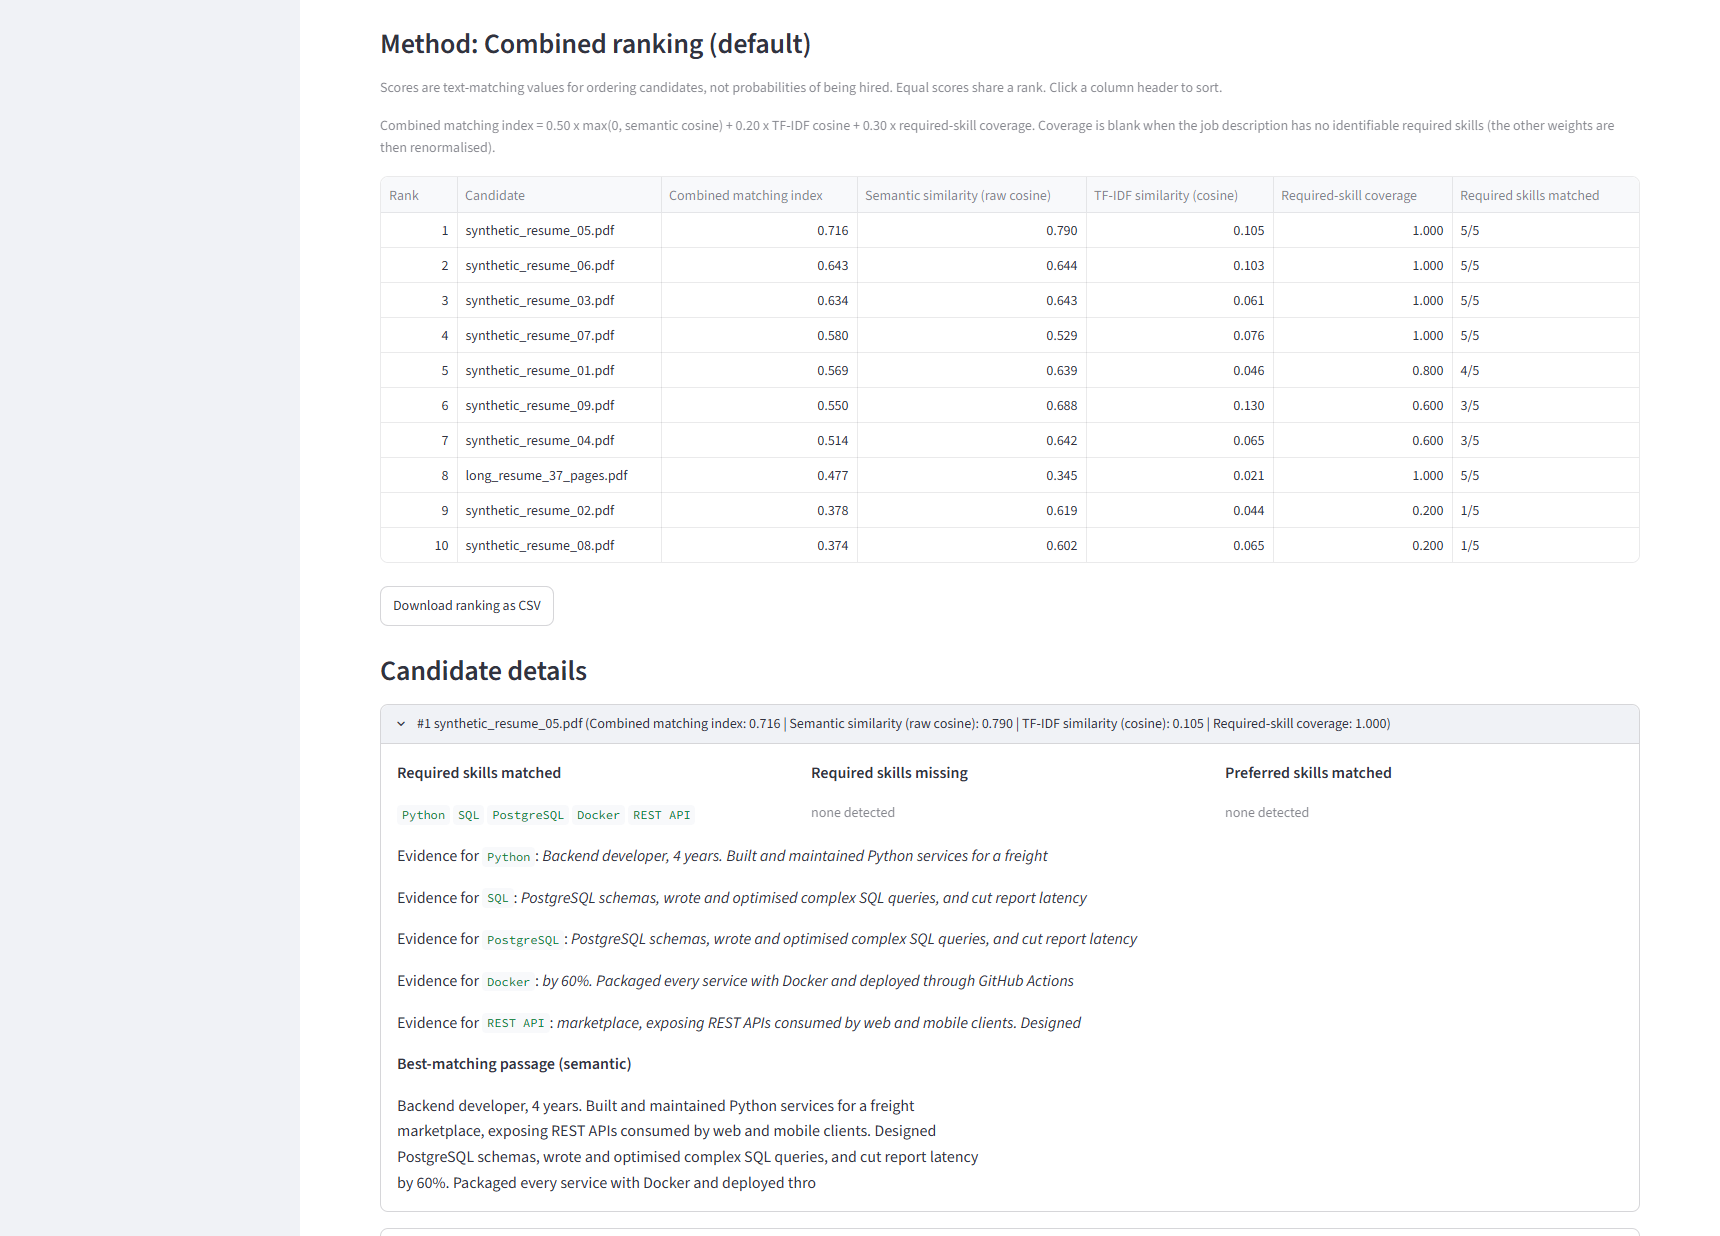 Method: Combined ranking (default)
Scores are text-matching values for ordering candidates, not probabilities of being hired. Equal scores share a rank. Click a column header to sort.
Combined matching index = 0.50 x max(0, semantic cosine) + 0.20 x TF-IDF cosine + 0.30 x required-skill coverage. Coverage is blank when the job description has no identifiable required skills (the other weights are
then renormalised).
Rank Candidate Combined matching index Semantic similarity (raw cosine) TF-IDF similarity (cosine) Required-skill coverage Required skills matched
1 synthetic_resume_05.pdf 0.716 0.790 0.105 1.000 5/5
2 synthetic_resume_06.pdf 0.643 0.644 0.103 1.000 5/5
3 synthetic_resume_03.pdf 0.634 0.643 0.061 1.000 5/5
4 synthetic_resume_07.pdf 0.580 0.529 0.076 1.000 5/5
5 synthetic_resume_01.pdf 0.569 0.639 0.046 0.800 4/5
6 synthetic_resume_09.pdf 0.550 0.688 0.130 0.600 3/5
7 synthetic_resume_04.pdf 0.514 0.642 0.065 0.600 3/5
8 long_resume_37_pages.pdf 0.477 0.345 0.021 1.000 5/5
9 synthetic_resume_02.pdf 0.378 0.619 0.044 0.200 1/5
10 synthetic_resume_08.pdf 0.374 0.602 0.065 0.200 1/5
Download ranking as CSV
Candidate details
#1 synthetic_resume_05.pdf (Combined matching index: 0.716 | Semantic similarity (raw cosine): 0.790 | TF-IDF similarity (cosine): 0.105 | Required-skill coverage: 1.000)
Required skills matched Required skills missing Preferred skills matched
Python SQL PostgreSQL Docker REST API none detected none detected
Evidence for Python : Backend developer, 4 years. Built and maintained Python services for a freight
Evidence for SQL : PostgreSQL schemas, wrote and optimised complex SQL queries, and cut report latency
Evidence for PostgreSQL : PostgreSQL schemas, wrote and optimised complex SQL queries, and cut report latency
Evidence for Docker : by 60%. Packaged every service with Docker and deployed through GitHub Actions
Evidence for REST API : marketplace, exposing REST APIs consumed by web and mobile clients. Designed
Best-matching passage (semantic)
Backend developer, 4 years. Built and maintained Python services for a freight
marketplace, exposing REST APIs consumed by web and mobile clients. Designed
PostgreSQL schemas, wrote and optimised complex SQL queries, and cut report latency
by 60%. Packaged every service with Docker and deployed thro